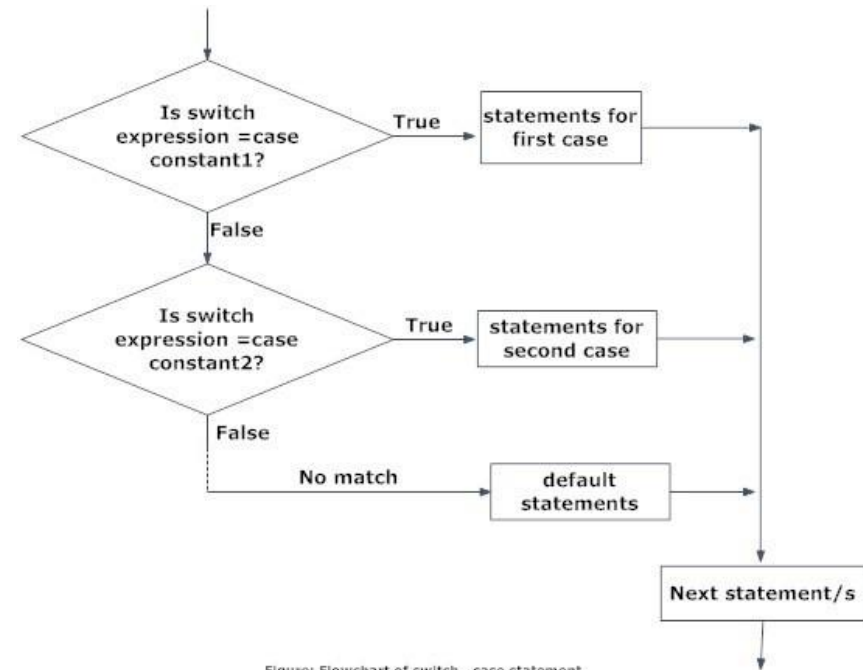 Is switch
expression =case
constant1?
True
statements for
first case
False
Is switch
expression =case
constant2?
True
statements for
second case
False
No match
default
statements
Next statement/s
Figure: Flowchart of switch...case statement